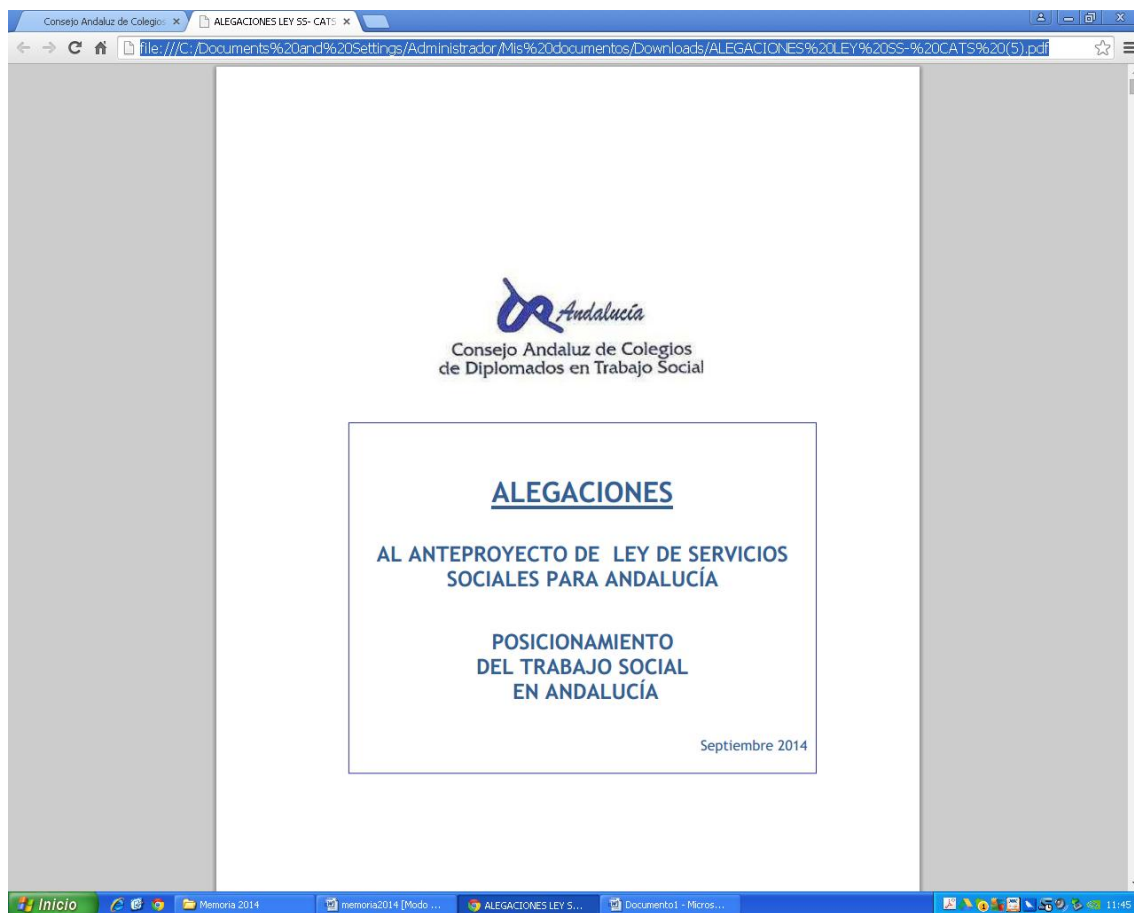 Consejo Andaluz de Colegios
ALEGACIONES LEY SS- CATS
file:///C:/Documents%20and%20Settings/Administrador/Mis%20documentos/Downloads/ALEGACIONES%20LEY%20SS-%20CATS%20(5).pdf
Andalucía
Consejo Andaluz de Colegios
de Diplomados en Trabajo Social
ALEGACIONES
AL ANTEPROYECTO DE LEY DE SERVICIOS
SOCIALES PARA ANDALUCÍA
POSICIONAMIENTO
DEL TRABAJO SOCIAL
EN ANDALUCÍA
Septiembre 2014
Inicio
Memoria 2014
memoria2014 [Modo ...
ALEGACIONES LEY S...
Documento1 - Micros...
11:45